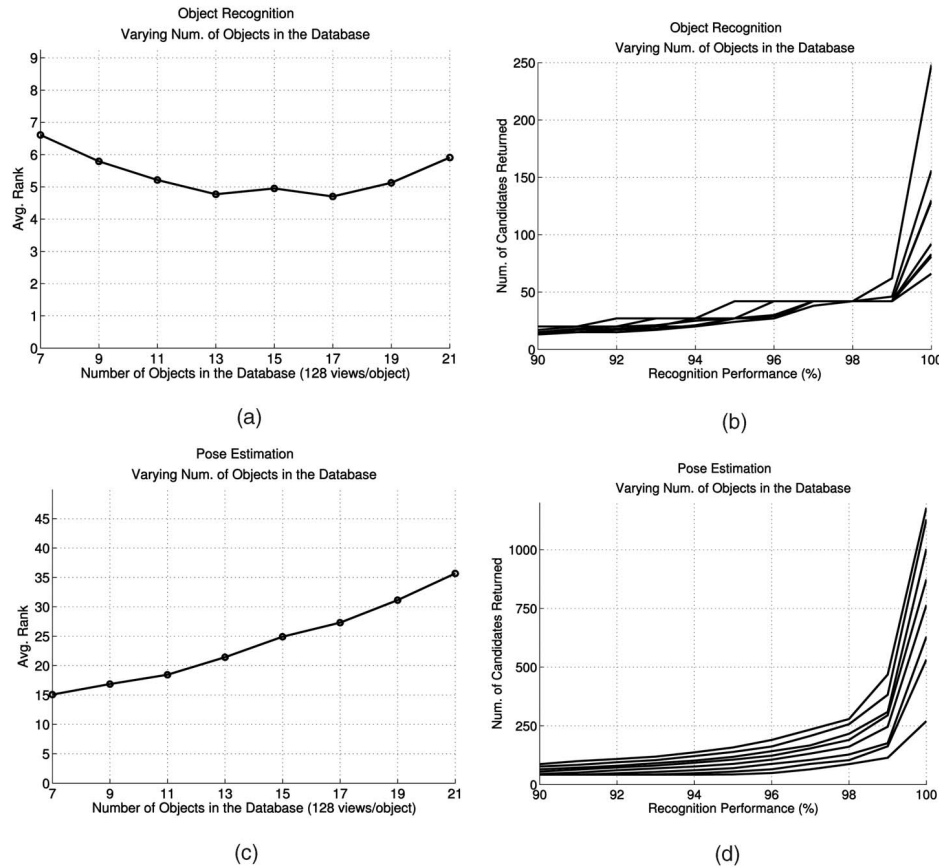 Object Recognition
Varying Num. of Objects in the Database
9
8
7
6
5
4
3
2
1
0
Avg. Rank
7 9 11 13 15 17 19 21
Number of Objects in the Database (128 views/object)
(a)
Object Recognition
Varying Num. of Objects in the Database
250
200
150
100
50
0
Num. of Candidates Returned
90 92 94 96 98 100
Recognition Performance (%)
(b)
Pose Estimation
Varying Num. of Objects in the Database
45
40
35
30
25
20
15
10
5
0
Avg. Rank
7 9 11 13 15 17 19 21
Number of Objects in the Database (128 views/object)
(c)
Pose Estimation
Varying Num. of Objects in the Database
1000
750
500
250
0
Num. of Candidates Returned
90 92 94 96 98 100
Recognition Performance (%)
(d)